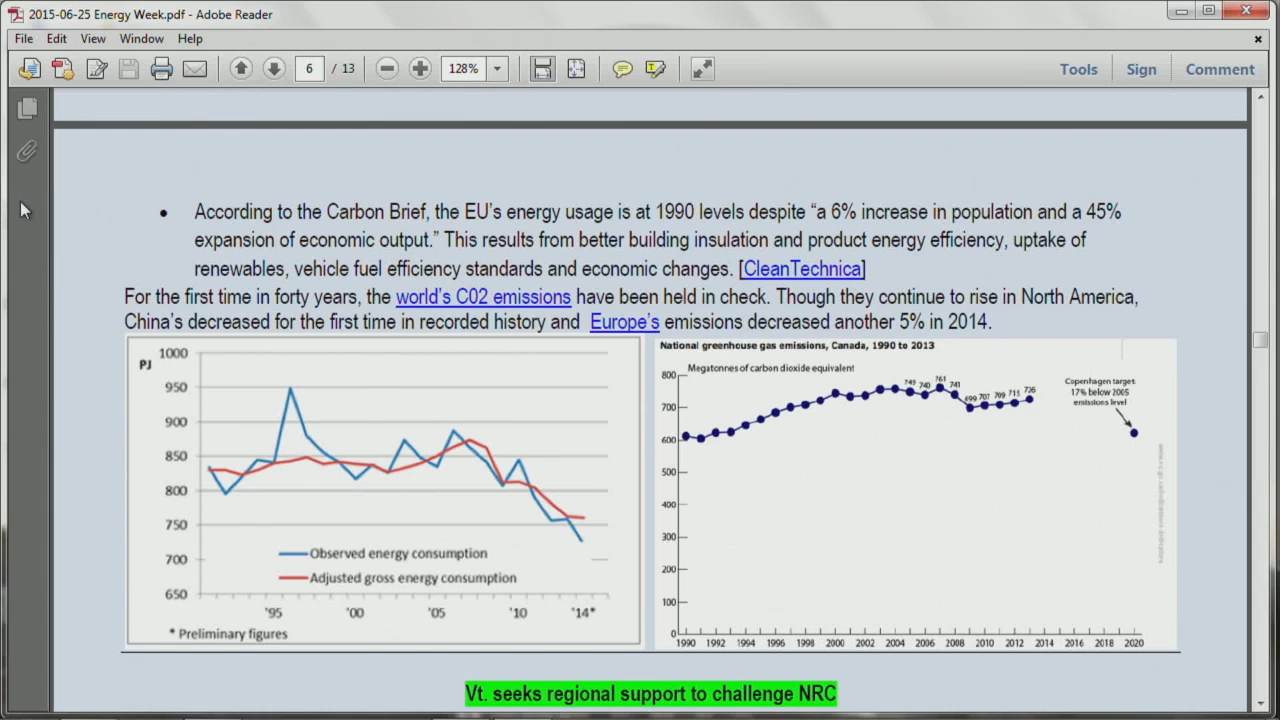 2015-06-25 Energy Week.pdf - Adobe Reader
File Edit View Window Help
6 / 13 128% Tools Sign Comment
• According to the Carbon Brief, the EU's energy usage is at 1990 levels despite “a 6% increase in population and a 45%
expansion of economic output.” This results from better building insulation and product energy efficiency, uptake of
renewables, vehicle fuel efficiency standards and economic changes. [CleanTechnica]
For the first time in forty years, the world's C02 emissions have been held in check. Though they continue to rise in North America,
China's decreased for the first time in recorded history and Europe's emissions decreased another 5% in 2014.
PJ
1000
950
900
850
800
750
700
650
Observed energy consumption
Adjusted gross energy consumption
'95 '00 '05 '10 '14*
* Preliminary figures
National greenhouse gas emissions, Canada, 1990 to 2013
Megatonnes of carbon dioxide equivalent
800
700
600
500
400
300
200
100
0
749 740 761 741 699 707 709 715 726
Copenhagen target:
17% below 2005
emissions level
1990 1992 1994 1996 1998 2000 2002 2004 2006 2008 2010 2012 2014 2016 2018 2020
Vt. seeks regional support to challenge NRC